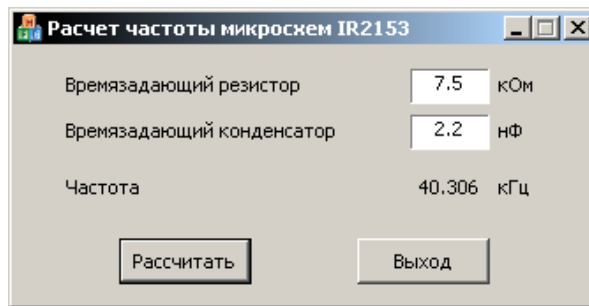 Расчет частоты микросхем IR2153
Времязадающий резистор 7.5 кОм
Времязадающий конденсатор 2.2 нФ
Частота 40.306 кГц
Рассчитать Выход